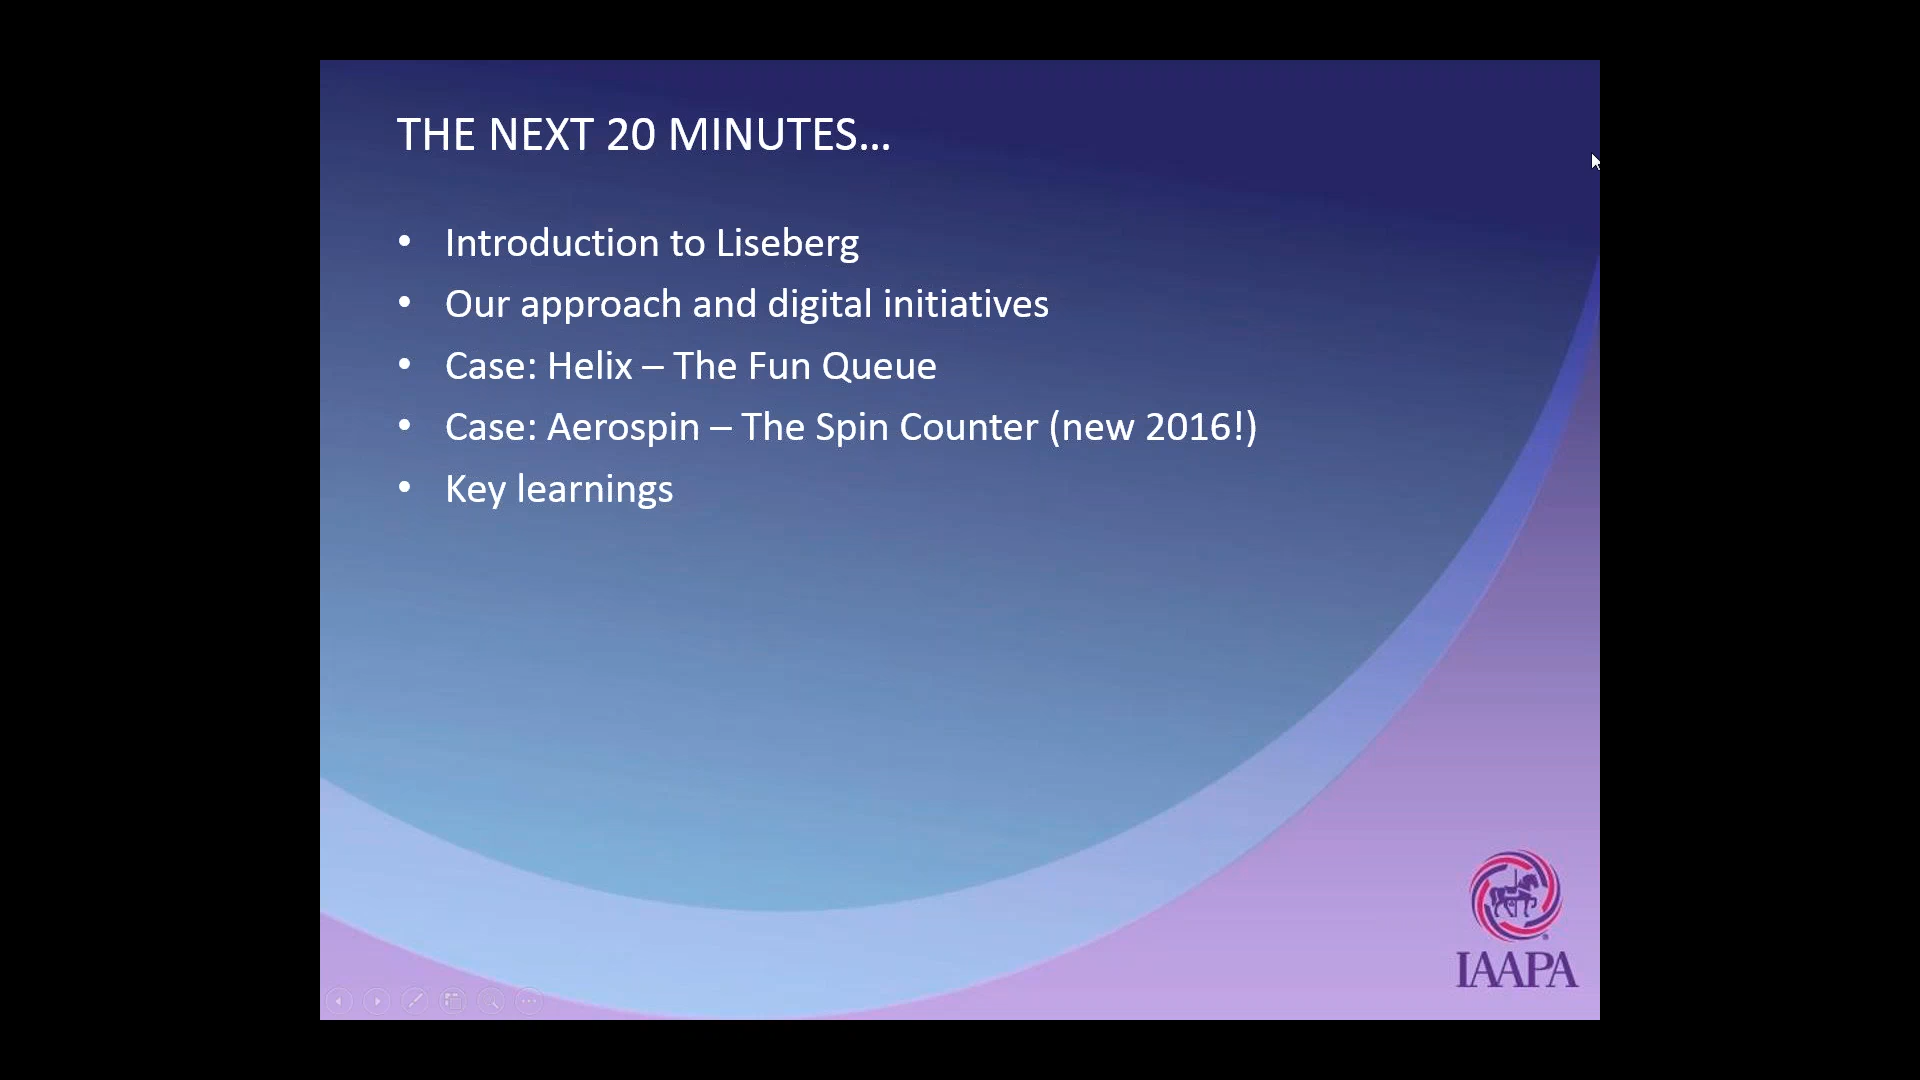 THE NEXT 20 MINUTES...
• Introduction to Liseberg
• Our approach and digital initiatives
• Case: Helix – The Fun Queue
• Case: Aerospin – The Spin Counter (new 2016!)
• Key learnings
IAAPA